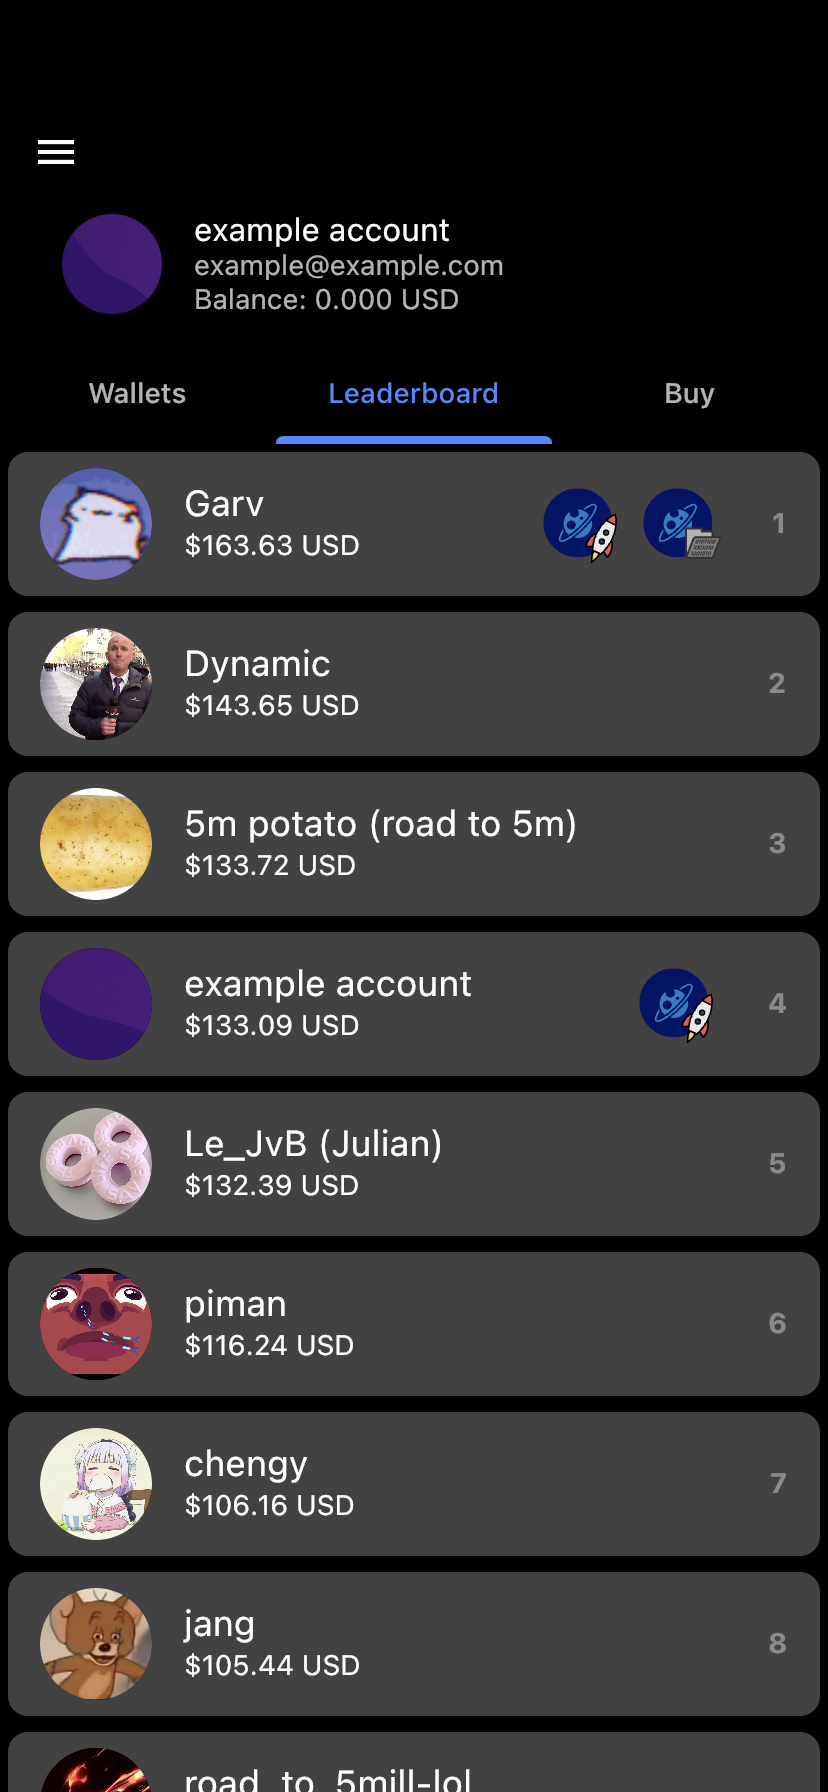 example account
example@example.com
Balance: 0.000 USD
Wallets
Leaderboard
Buy
Garv
$163.63 USD
1
Dynamic
$143.65 USD
2
5m potato (road to 5m)
$133.72 USD
3
example account
$133.09 USD
4
Le_JvB (Julian)
$132.39 USD
5
piman
$116.24 USD
6
chengy
$106.16 USD
7
jang
$105.44 USD
8
road_to_5mill-lol